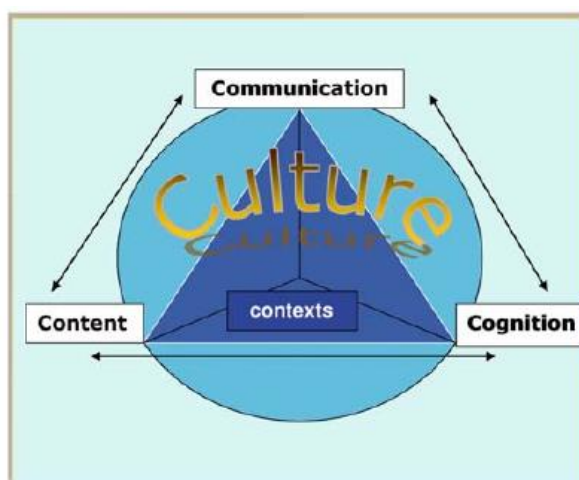 Communication
Culture
contexts
Content
Cognition